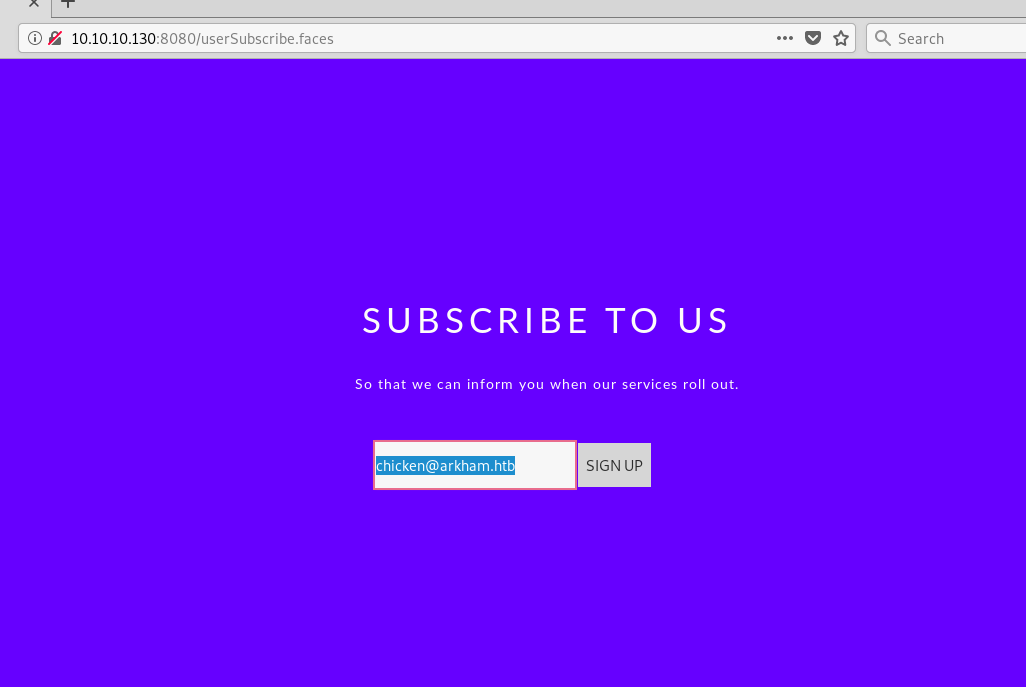 10.10.10.130:8080/userSubscribe.faces
Search
SUBSCRIBE TO US
So that we can inform you when our services roll out.
chicken@arkham.htb
SIGN UP